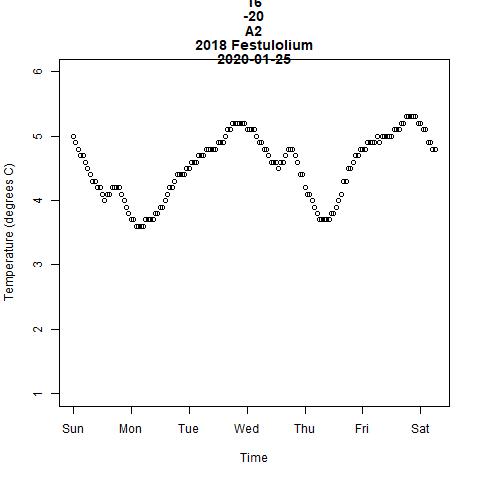 16
-20
A2
2018 Festulolium
2020-01-25
Temperature (degrees C)
6
5
4
3
2
1
Sun Mon Tue Wed Thu Fri Sat
Time